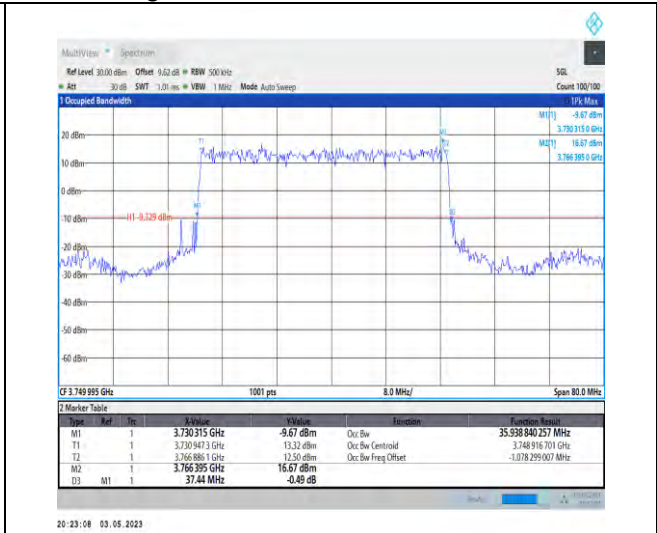 MultiView Spectrum
Ref Level 30.00 dBm Offset 9.62 dB RBW 500 kHz SGL
Att 30 dB SWT 1.01 ms VBW 1 MHz Mode Auto Sweep Count 100/100
1 Occupied Bandwidth 1Pk Max
M1[1] -9.67 dBm
3.730 315 0 GHz
M2[1] 16.67 dBm
3.766 395 0 GHz
20 dBm
10 dBm
0 dBm
-10 dBm
H1 -9.329 dBm
-20 dBm
-30 dBm
-40 dBm
-50 dBm
-60 dBm
T1
T2
CF 3.749 995 GHz 1001 pts 8.0 MHz/ Span 80.0 MHz
2 Marker Table
Type Ref Trc X-Value Y-Value Function Function Result
M1 1 3.730 315 GHz -9.67 dBm Occ Bw 35.938 840 257 MHz
T1 1 3.730 947 3 GHz 13.32 dBm Occ Bw Centroid 3.748 916 701 GHz
T2 1 3.766 886 1 GHz 12.50 dBm Occ Bw Freq Offset -1.078 299 007 MHz
M2 1 3.766 395 GHz 16.67 dBm
D3 M1 1 37.44 MHz -0.49 dB
20:23:08 03.05.2023